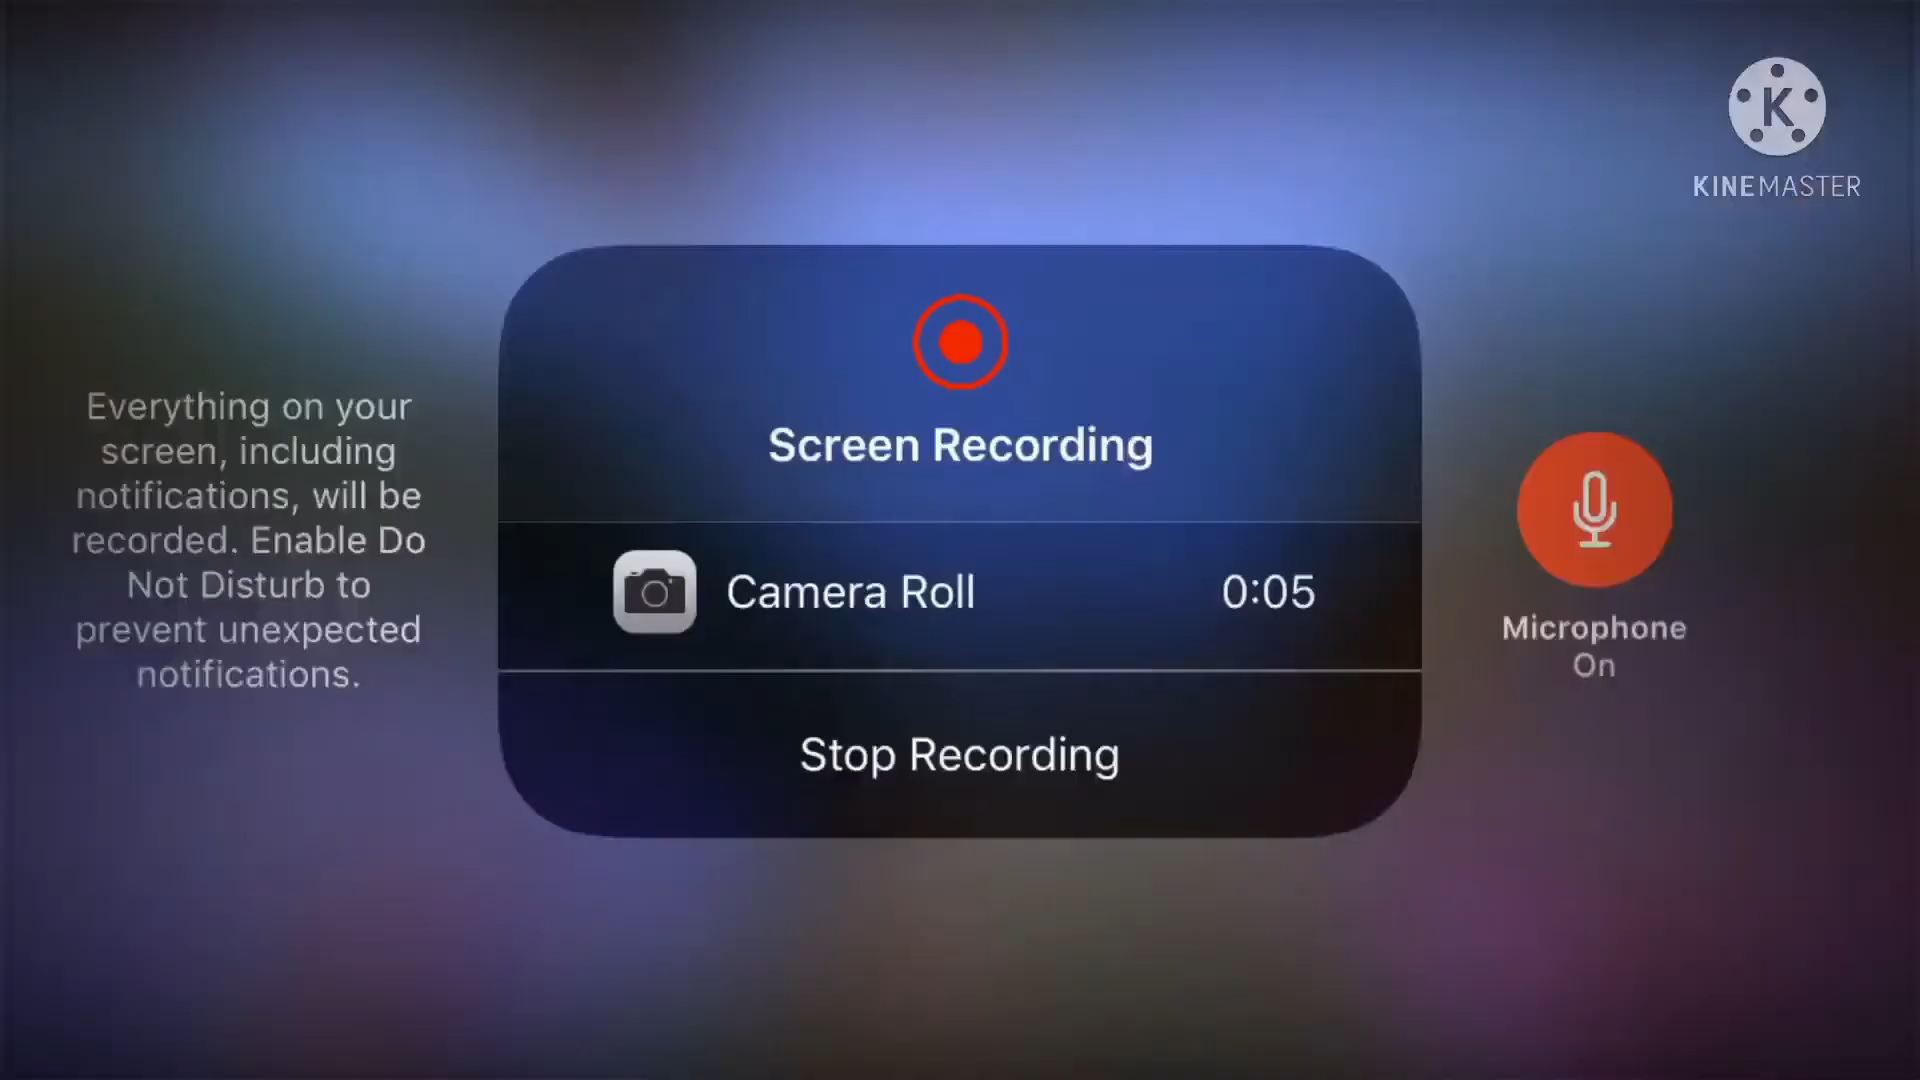 K
KINEMASTER
Everything on your
screen, including
notifications, will be
recorded. Enable Do
Not Disturb to
prevent unexpected
notifications.
Screen Recording
Camera Roll 0:05
Stop Recording
Microphone
On